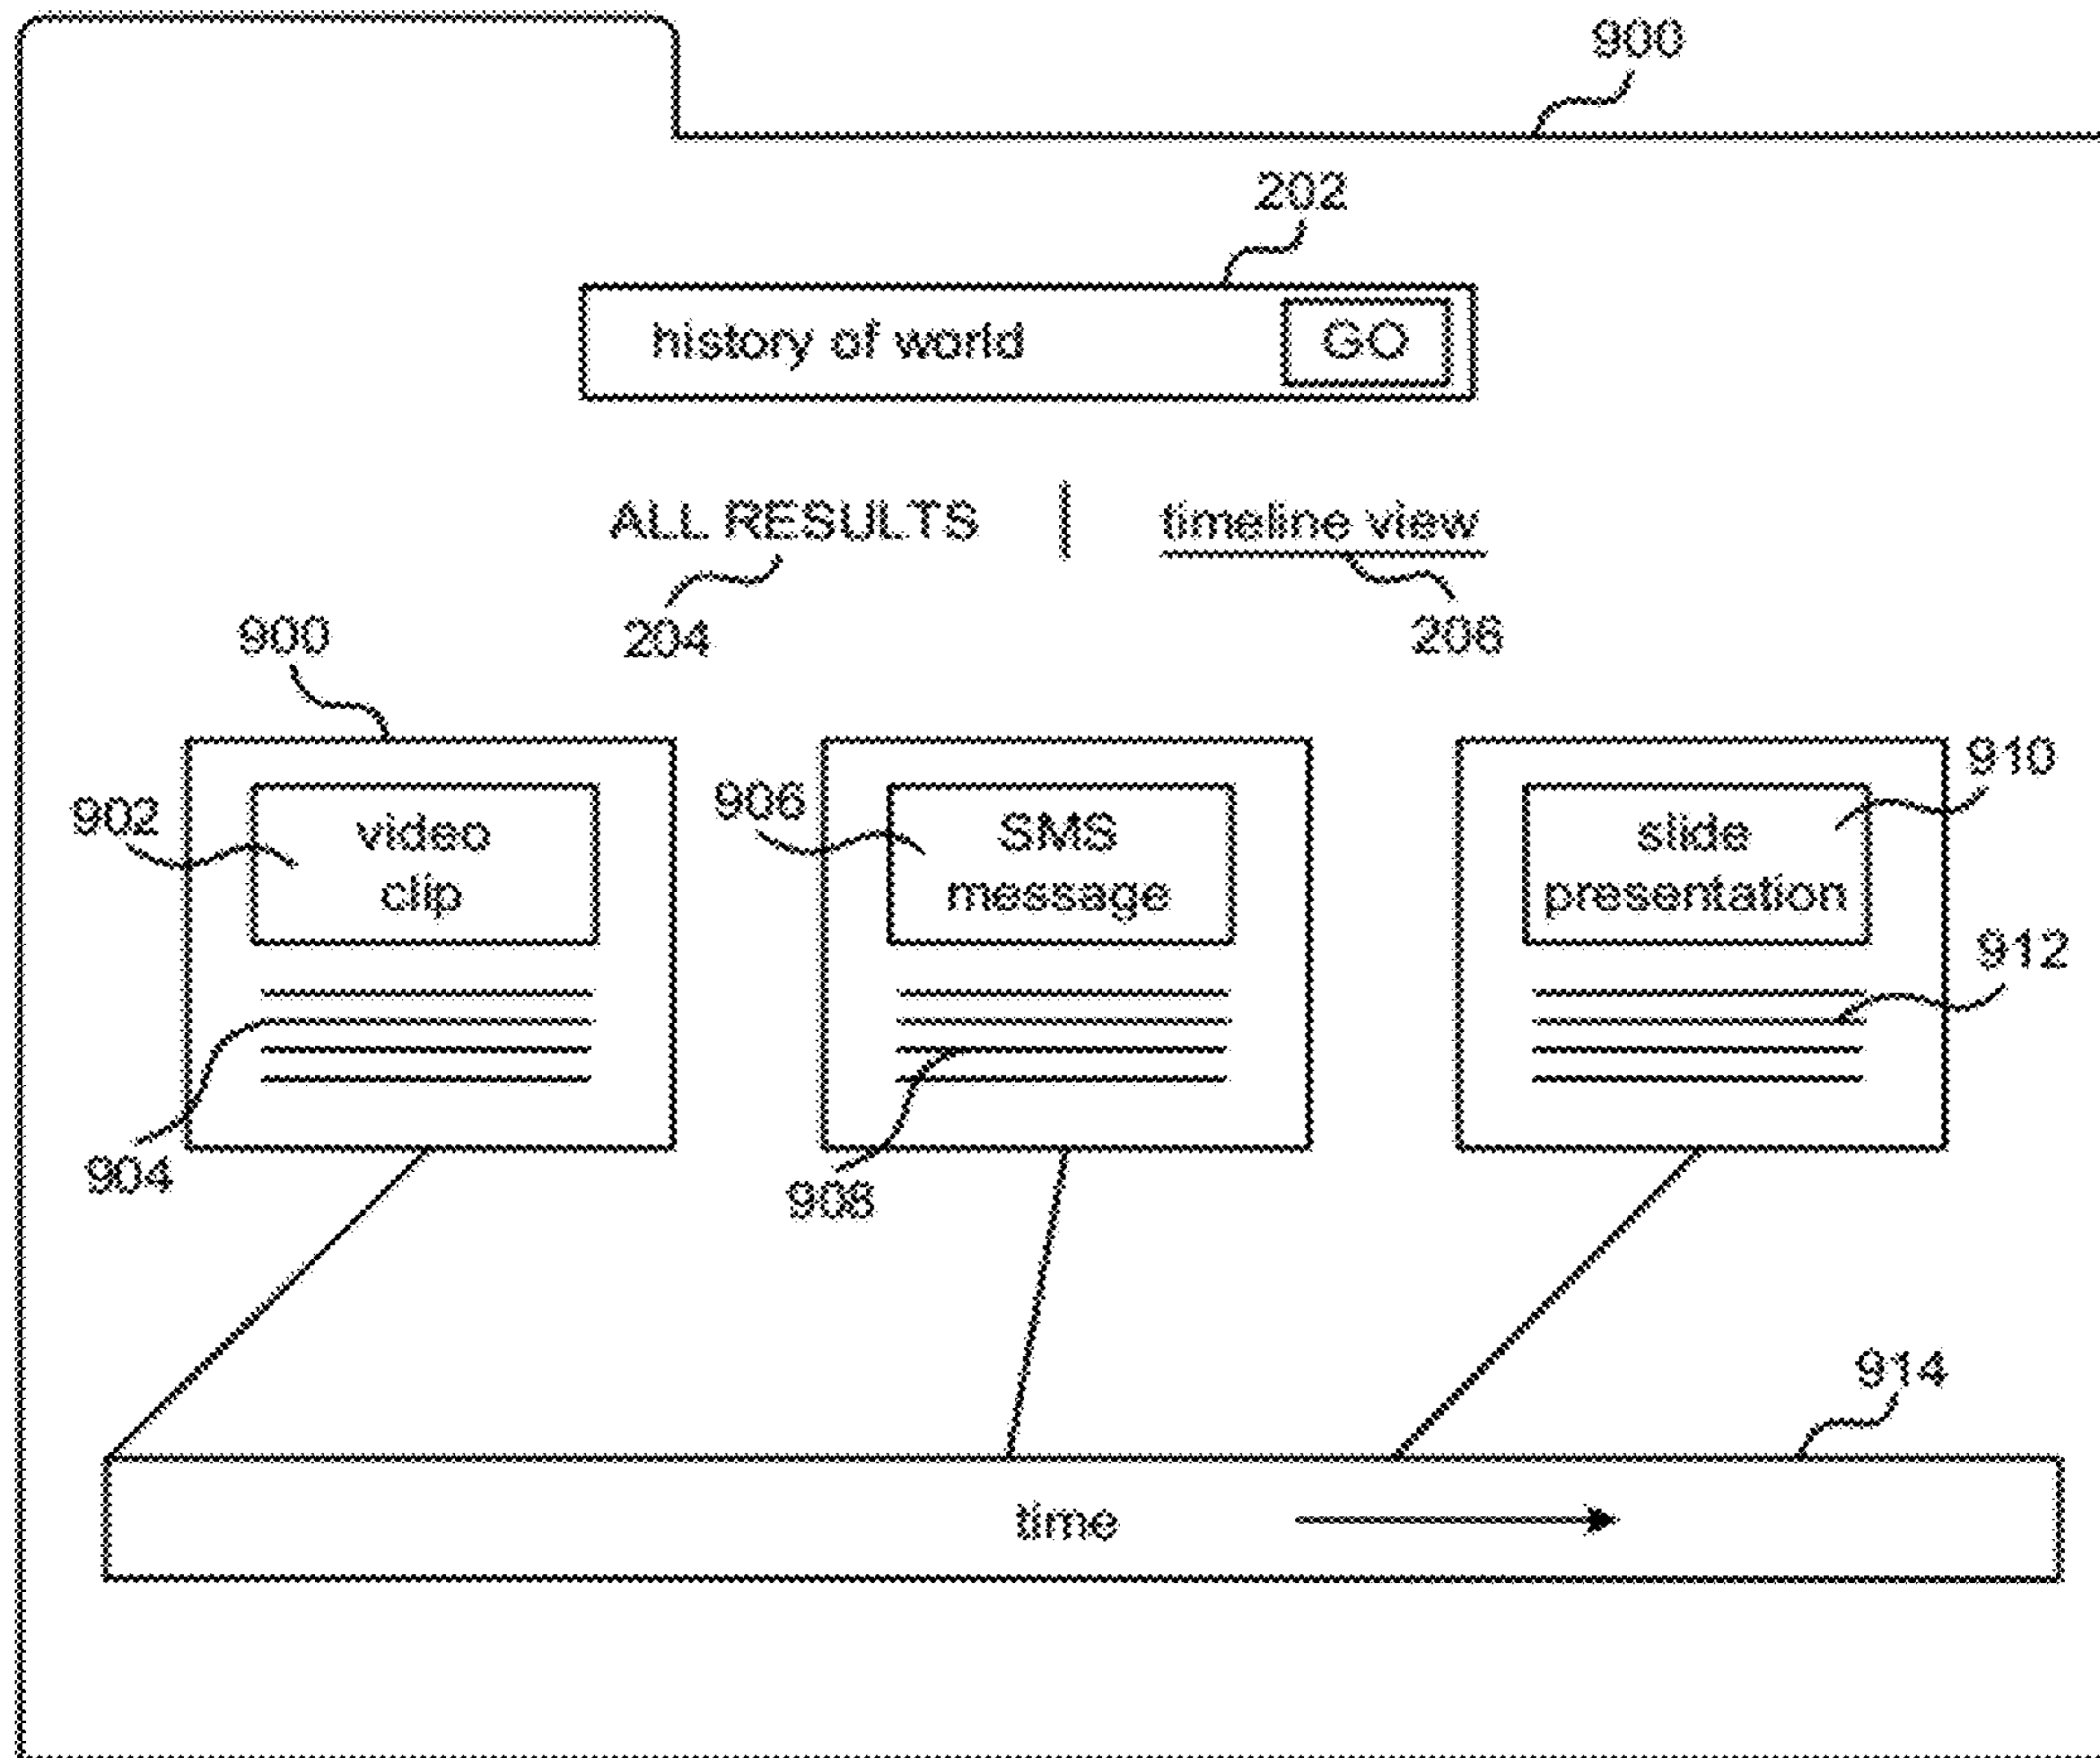 900
202
history of world GO
ALL RESULTS | timeline view
204 206
900
902 video clip
906 SMS message
slide presentation 910
912
904
908
914
time